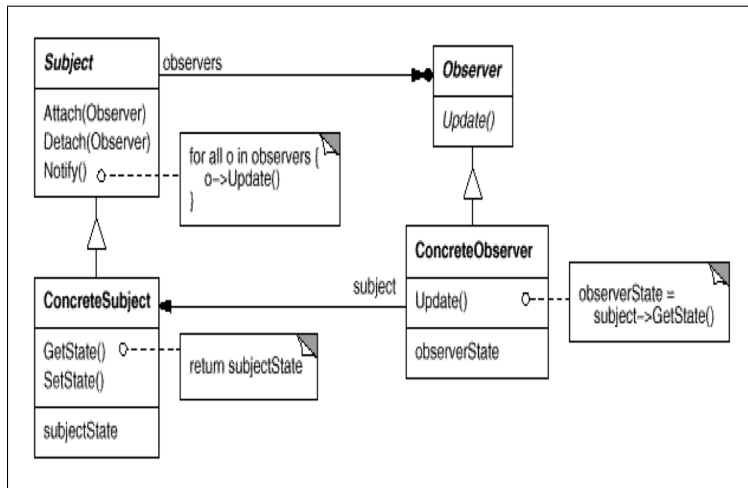 Subject
observers
Observer
Attach(Observer)
Detach(Observer)
Notify()
for all o in observers {
o->Update()
}
Update()
ConcreteSubject
GetState()
SetState()
subjectState
return subjectState
subject
ConcreteObserver
Update()
observerState
observerState =
subject->GetState()